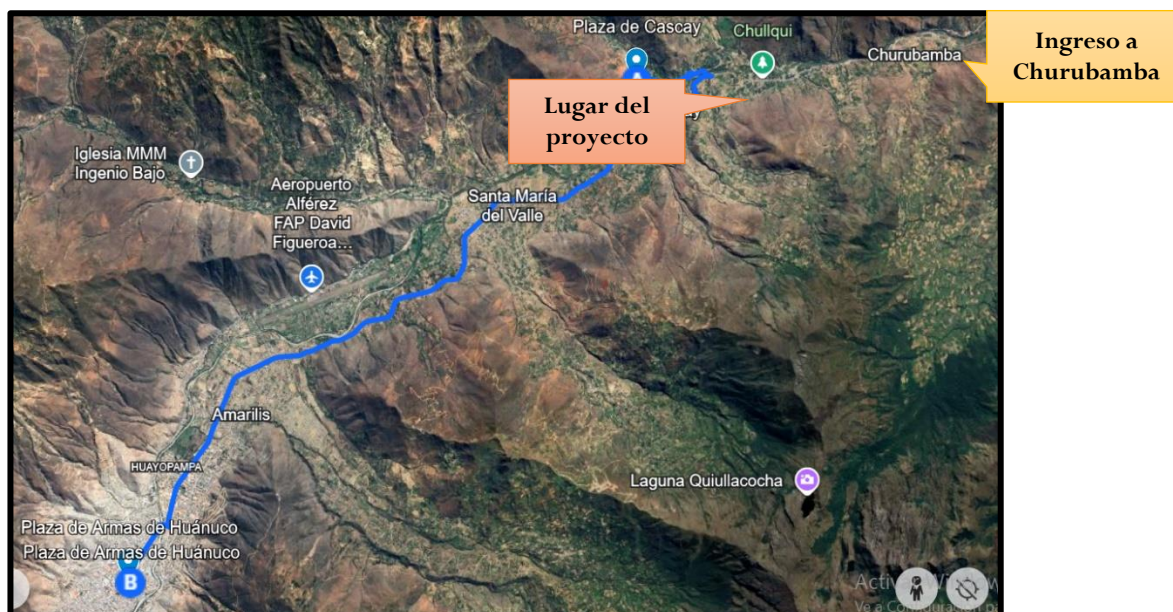 Plaza de Cascay
Chullqui
Churubamba
Ingreso a
Churubamba
Lugar del
proyecto
Iglesia MMM
Ingenio Bajo
Aeropuerto
Alférez
FAP David
Figueroa...
Santa María
del Valle
Amarilis
HUAYOPAMPA
Laguna Quiullacocha
Plaza de Armas de Huánuco
Plaza de Armas de Huánuco
B